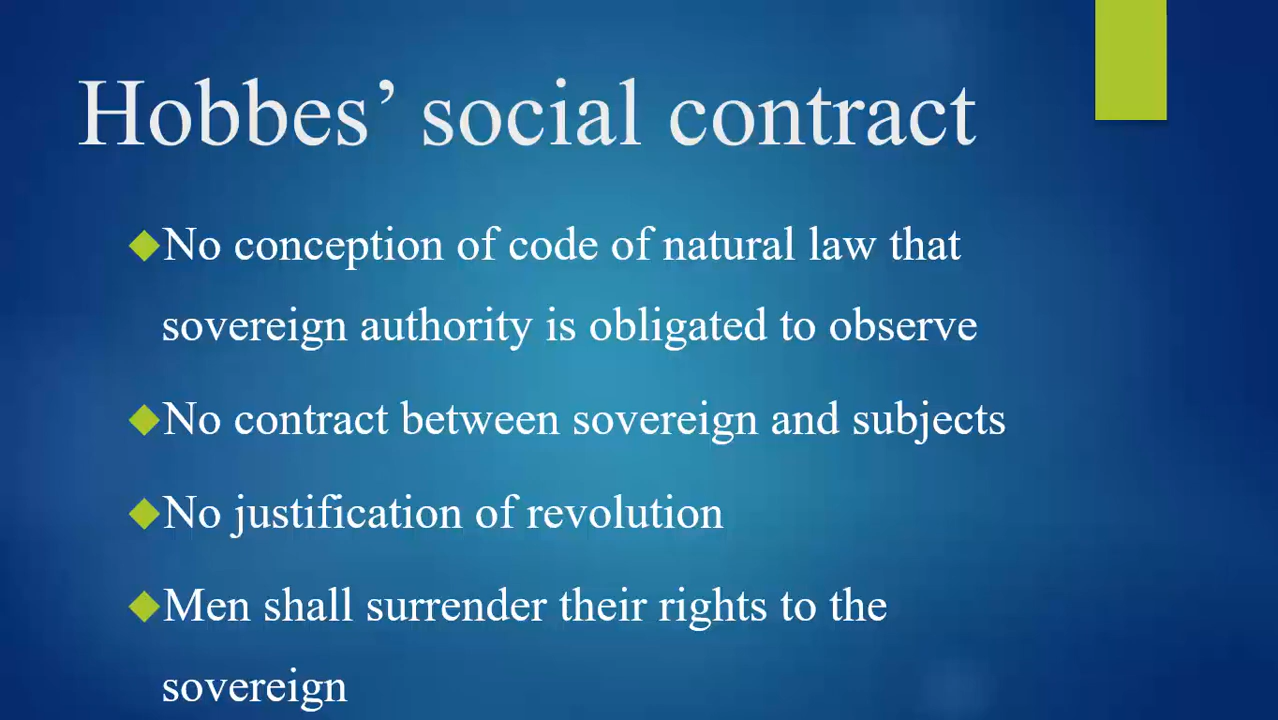 Hobbes’ social contract
No conception of code of natural law that
sovereign authority is obligated to observe
No contract between sovereign and subjects
No justification of revolution
Men shall surrender their rights to the
sovereign